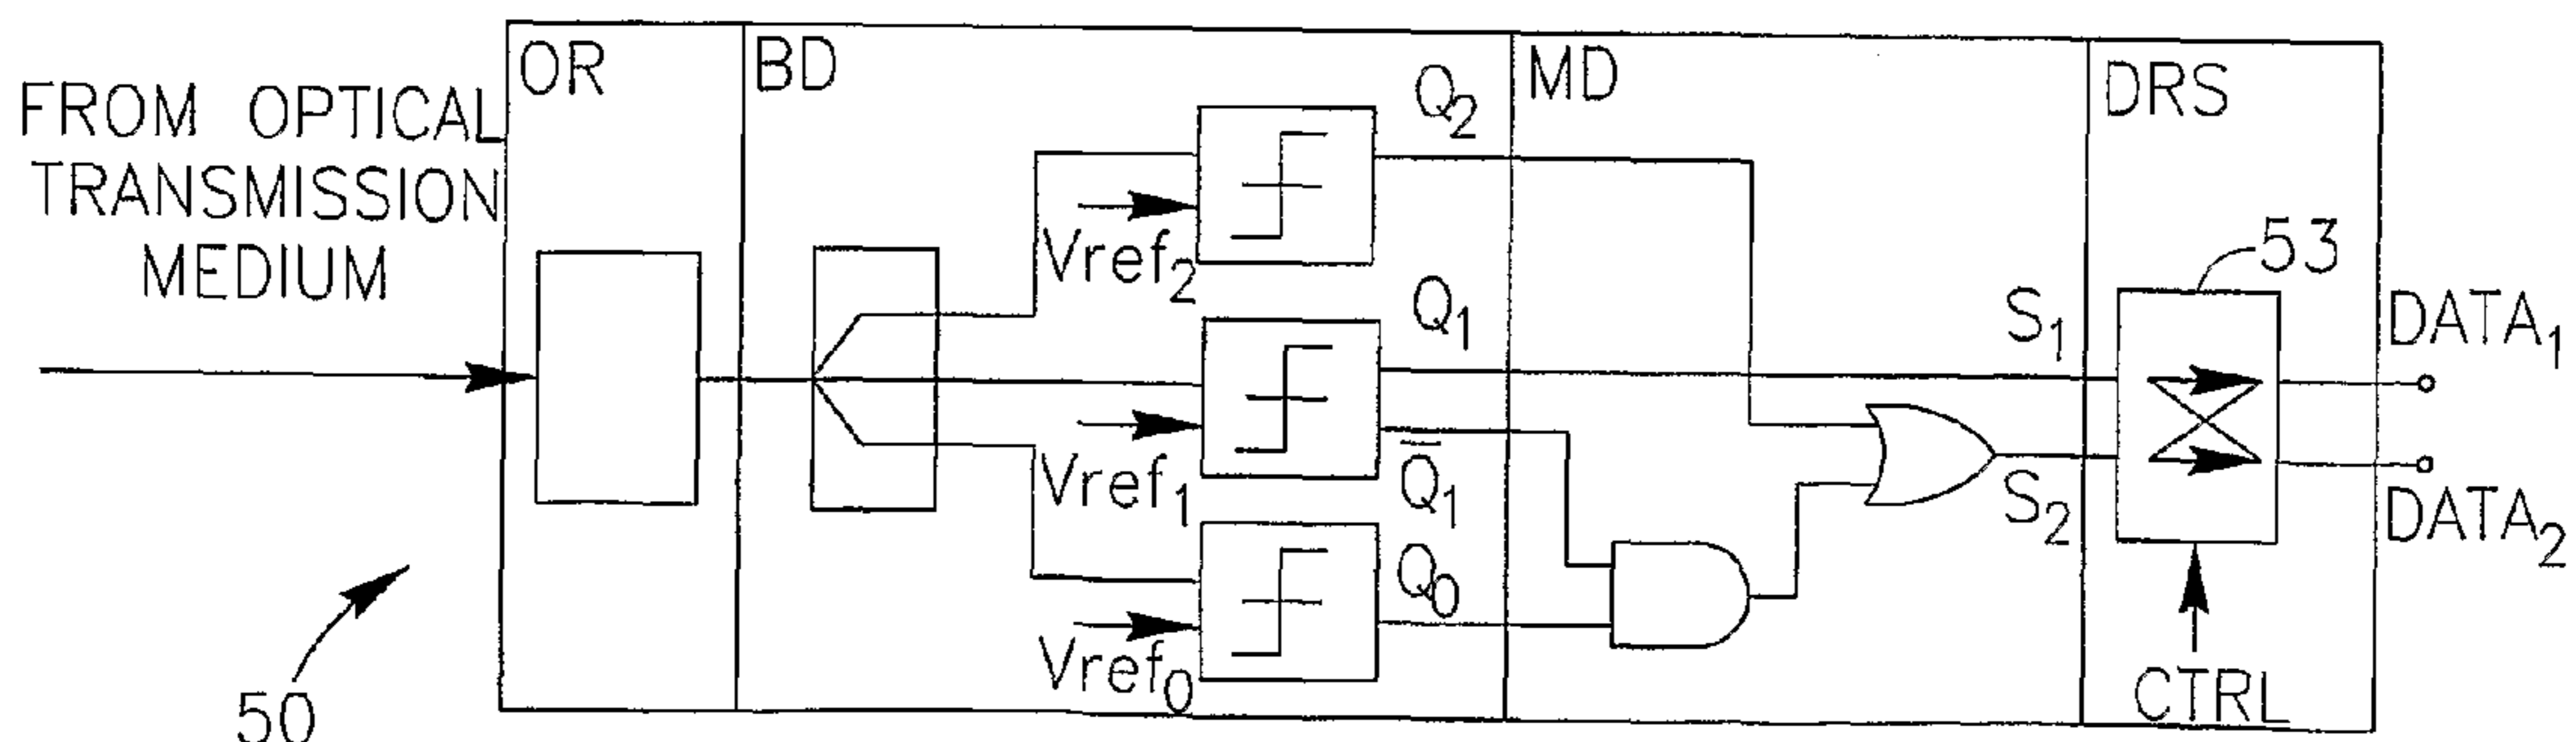 FROM OPTICAL
TRANSMISSION
MEDIUM
50
OR
BD
Vref₂
Vref₁
Vref₀
Q₂
Q₁
Q̅₁
Q₀
MD
S₁
S₂
DRS
53
CTRL
DATA₁
DATA₂